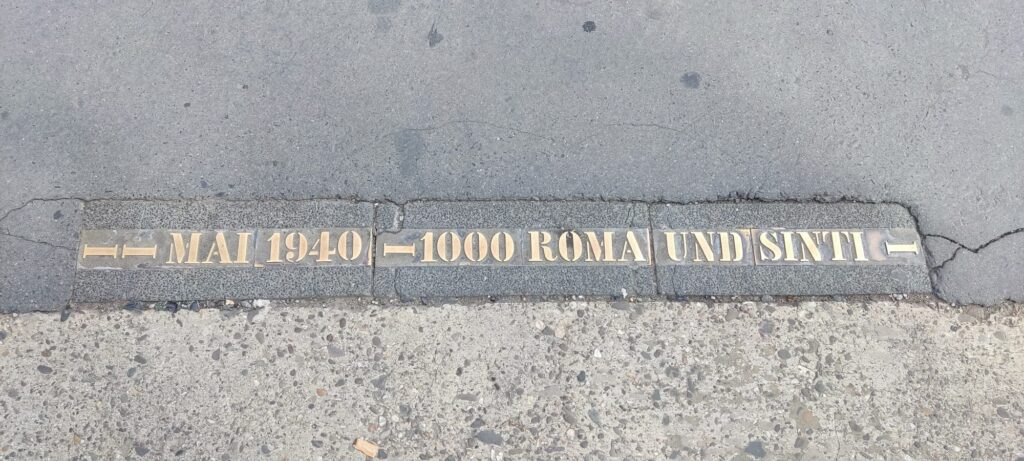 MAI 1940 – 1000 ROMA UND SINTI –